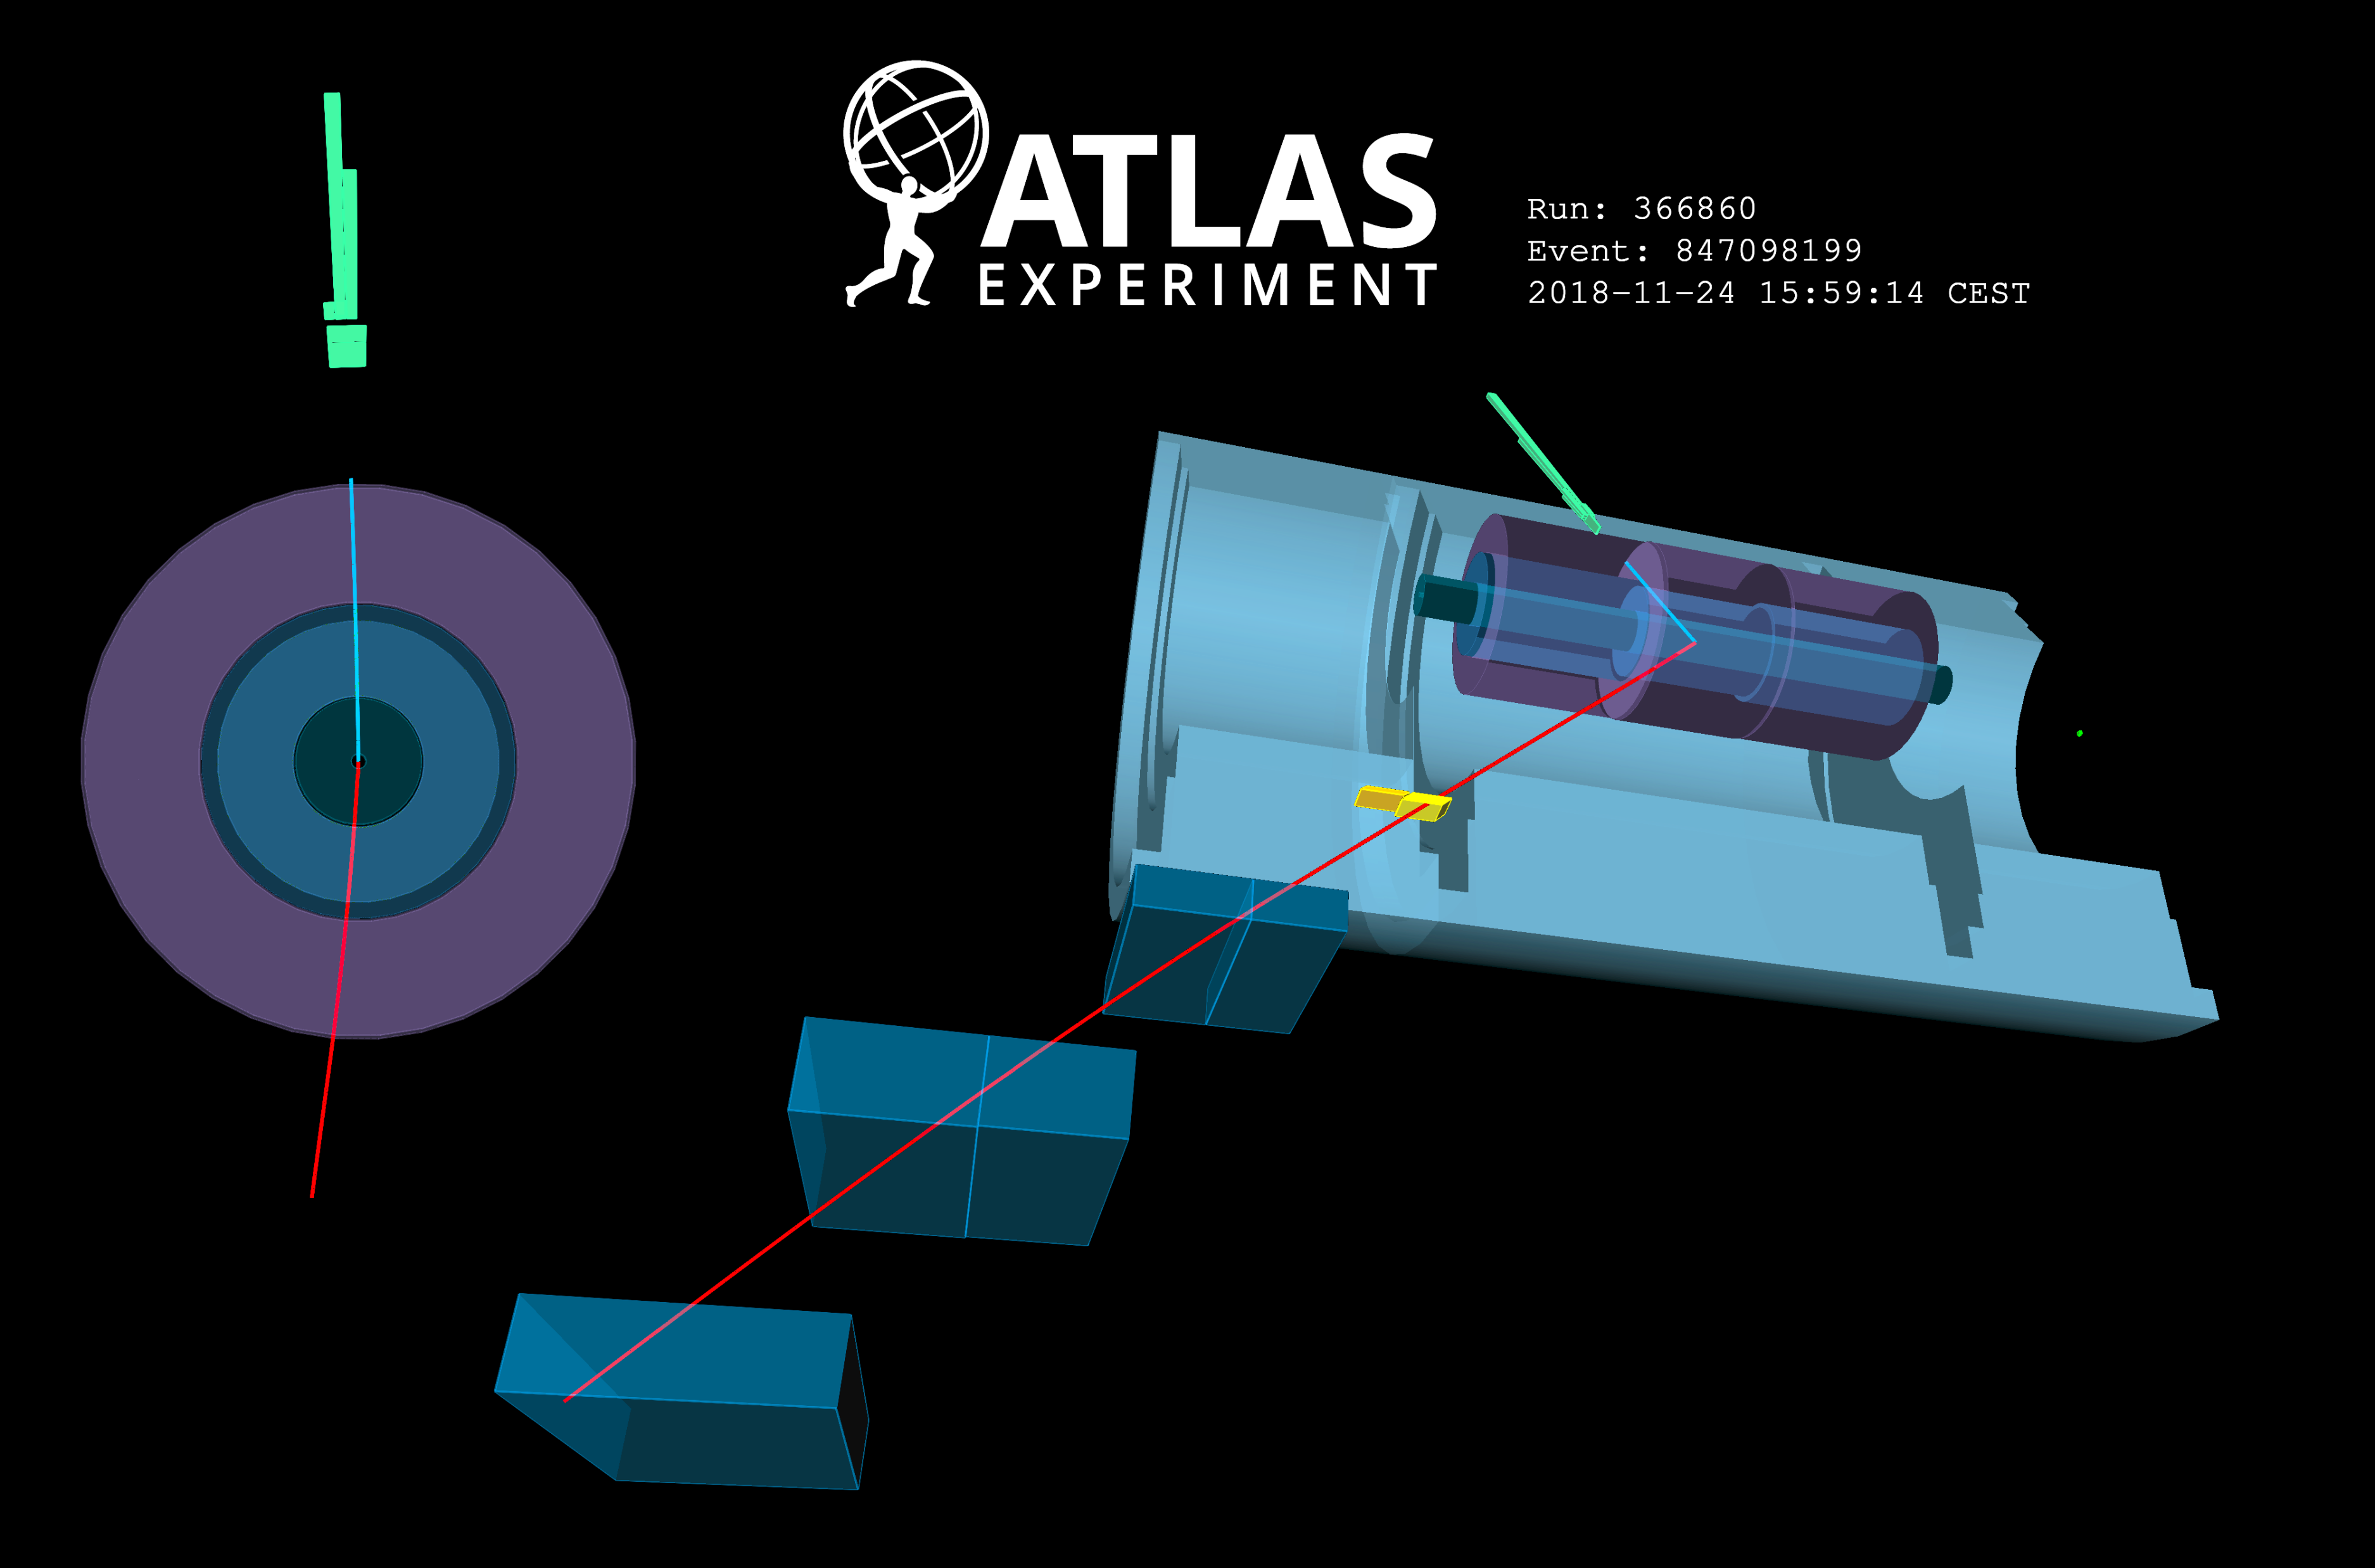 ATLAS
EXPERIMENT
Run: 366860
Event: 847098199
2018-11-24 15:59:14 CEST